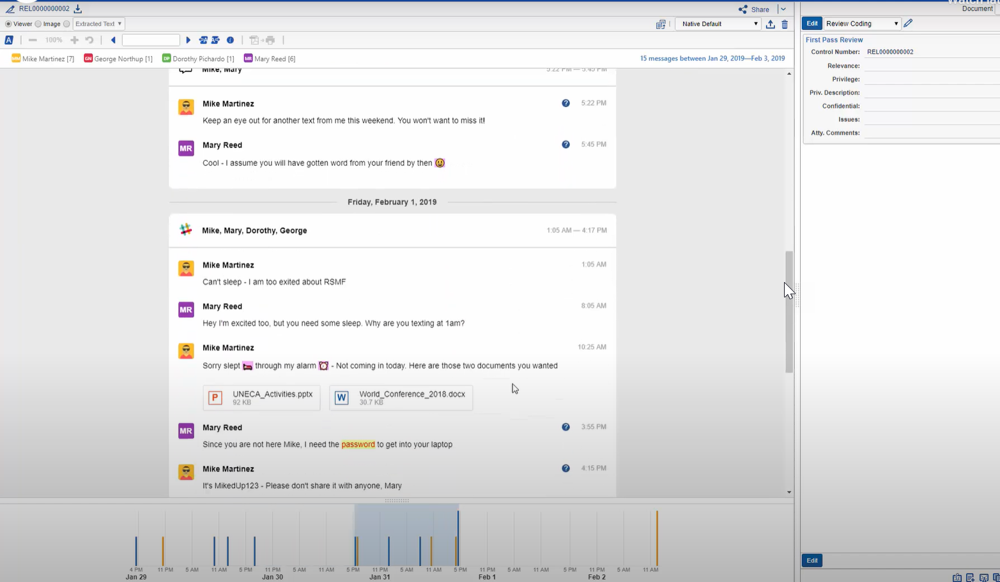 REL0000000002
Share
Document
Viewer Image Extracted Text
Native Default
Edit Review Coding
A 100%
MM Mike Martinez [7] GN George Northup [1] DP Dorothy Pichardo [1] MR Mary Reed [6]
15 messages between Jan 29, 2019—Feb 3, 2019
First Pass Review
Control Number: REL0000000002
Relevance:
Privilege:
Priv. Description:
Confidential:
Issues:
Atty. Comments:
Mike, Mary 5:22 PM — 5:45 PM
Mike Martinez ? 5:22 PM
Keep an eye out for another text from me this weekend. You won't want to miss it!
MR Mary Reed ? 5:45 PM
Cool - I assume you will have gotten word from your friend by then
Friday, February 1, 2019
Mike, Mary, Dorothy, George 1:05 AM — 4:17 PM
Mike Martinez 1:05 AM
Can't sleep - I am too exited about RSMF
MR Mary Reed 8:05 AM
Hey I'm excited too, but you need some sleep. Why are you texting at 1am?
Mike Martinez 10:25 AM
Sorry slept through my alarm - Not coming in today. Here are those two documents you wanted
P UNECA_Activities.pptx W World_Conference_2018.docx
92 KB 30.7 KB
MR Mary Reed ? 3:55 PM
Since you are not here Mike, I need the password to get into your laptop
Mike Martinez ? 4:15 PM
It's MikedUp123 - Please don't share it with anyone, Mary
4 PM 11 PM 5 AM 11 AM 5 PM 11 PM 5 AM 11 AM 5 PM 11 PM 5 AM 11 AM 5 PM 11 PM 5 AM 11 AM 5 PM 5 AM 11 AM
Jan 29 Jan 30 Jan 31 Feb 1 Feb 2
Edit